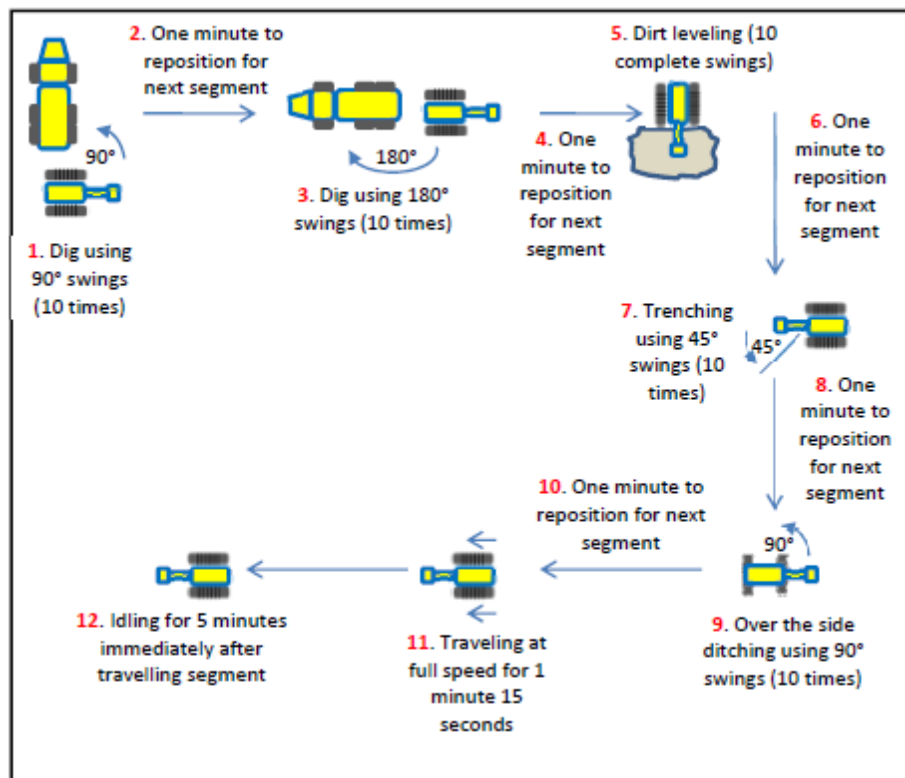 2. One minute to
reposition for
next segment
5. Dirt leveling (10
complete swings)
90°
180°
4. One
minute to
reposition
for next
segment
6. One
minute to
reposition
for next
segment
3. Dig using 180°
swings (10 times)
1. Dig using
90° swings
(10 times)
7. Trenching
using 45°
swings (10
times)
45°
8. One
minute to
reposition
for next
segment
10. One minute to
reposition for next
segment
90°
12. Idling for 5 minutes
immediately after
travelling segment
11. Traveling at
full speed for 1
minute 15
seconds
9. Over the side
ditching using 90°
swings (10 times)